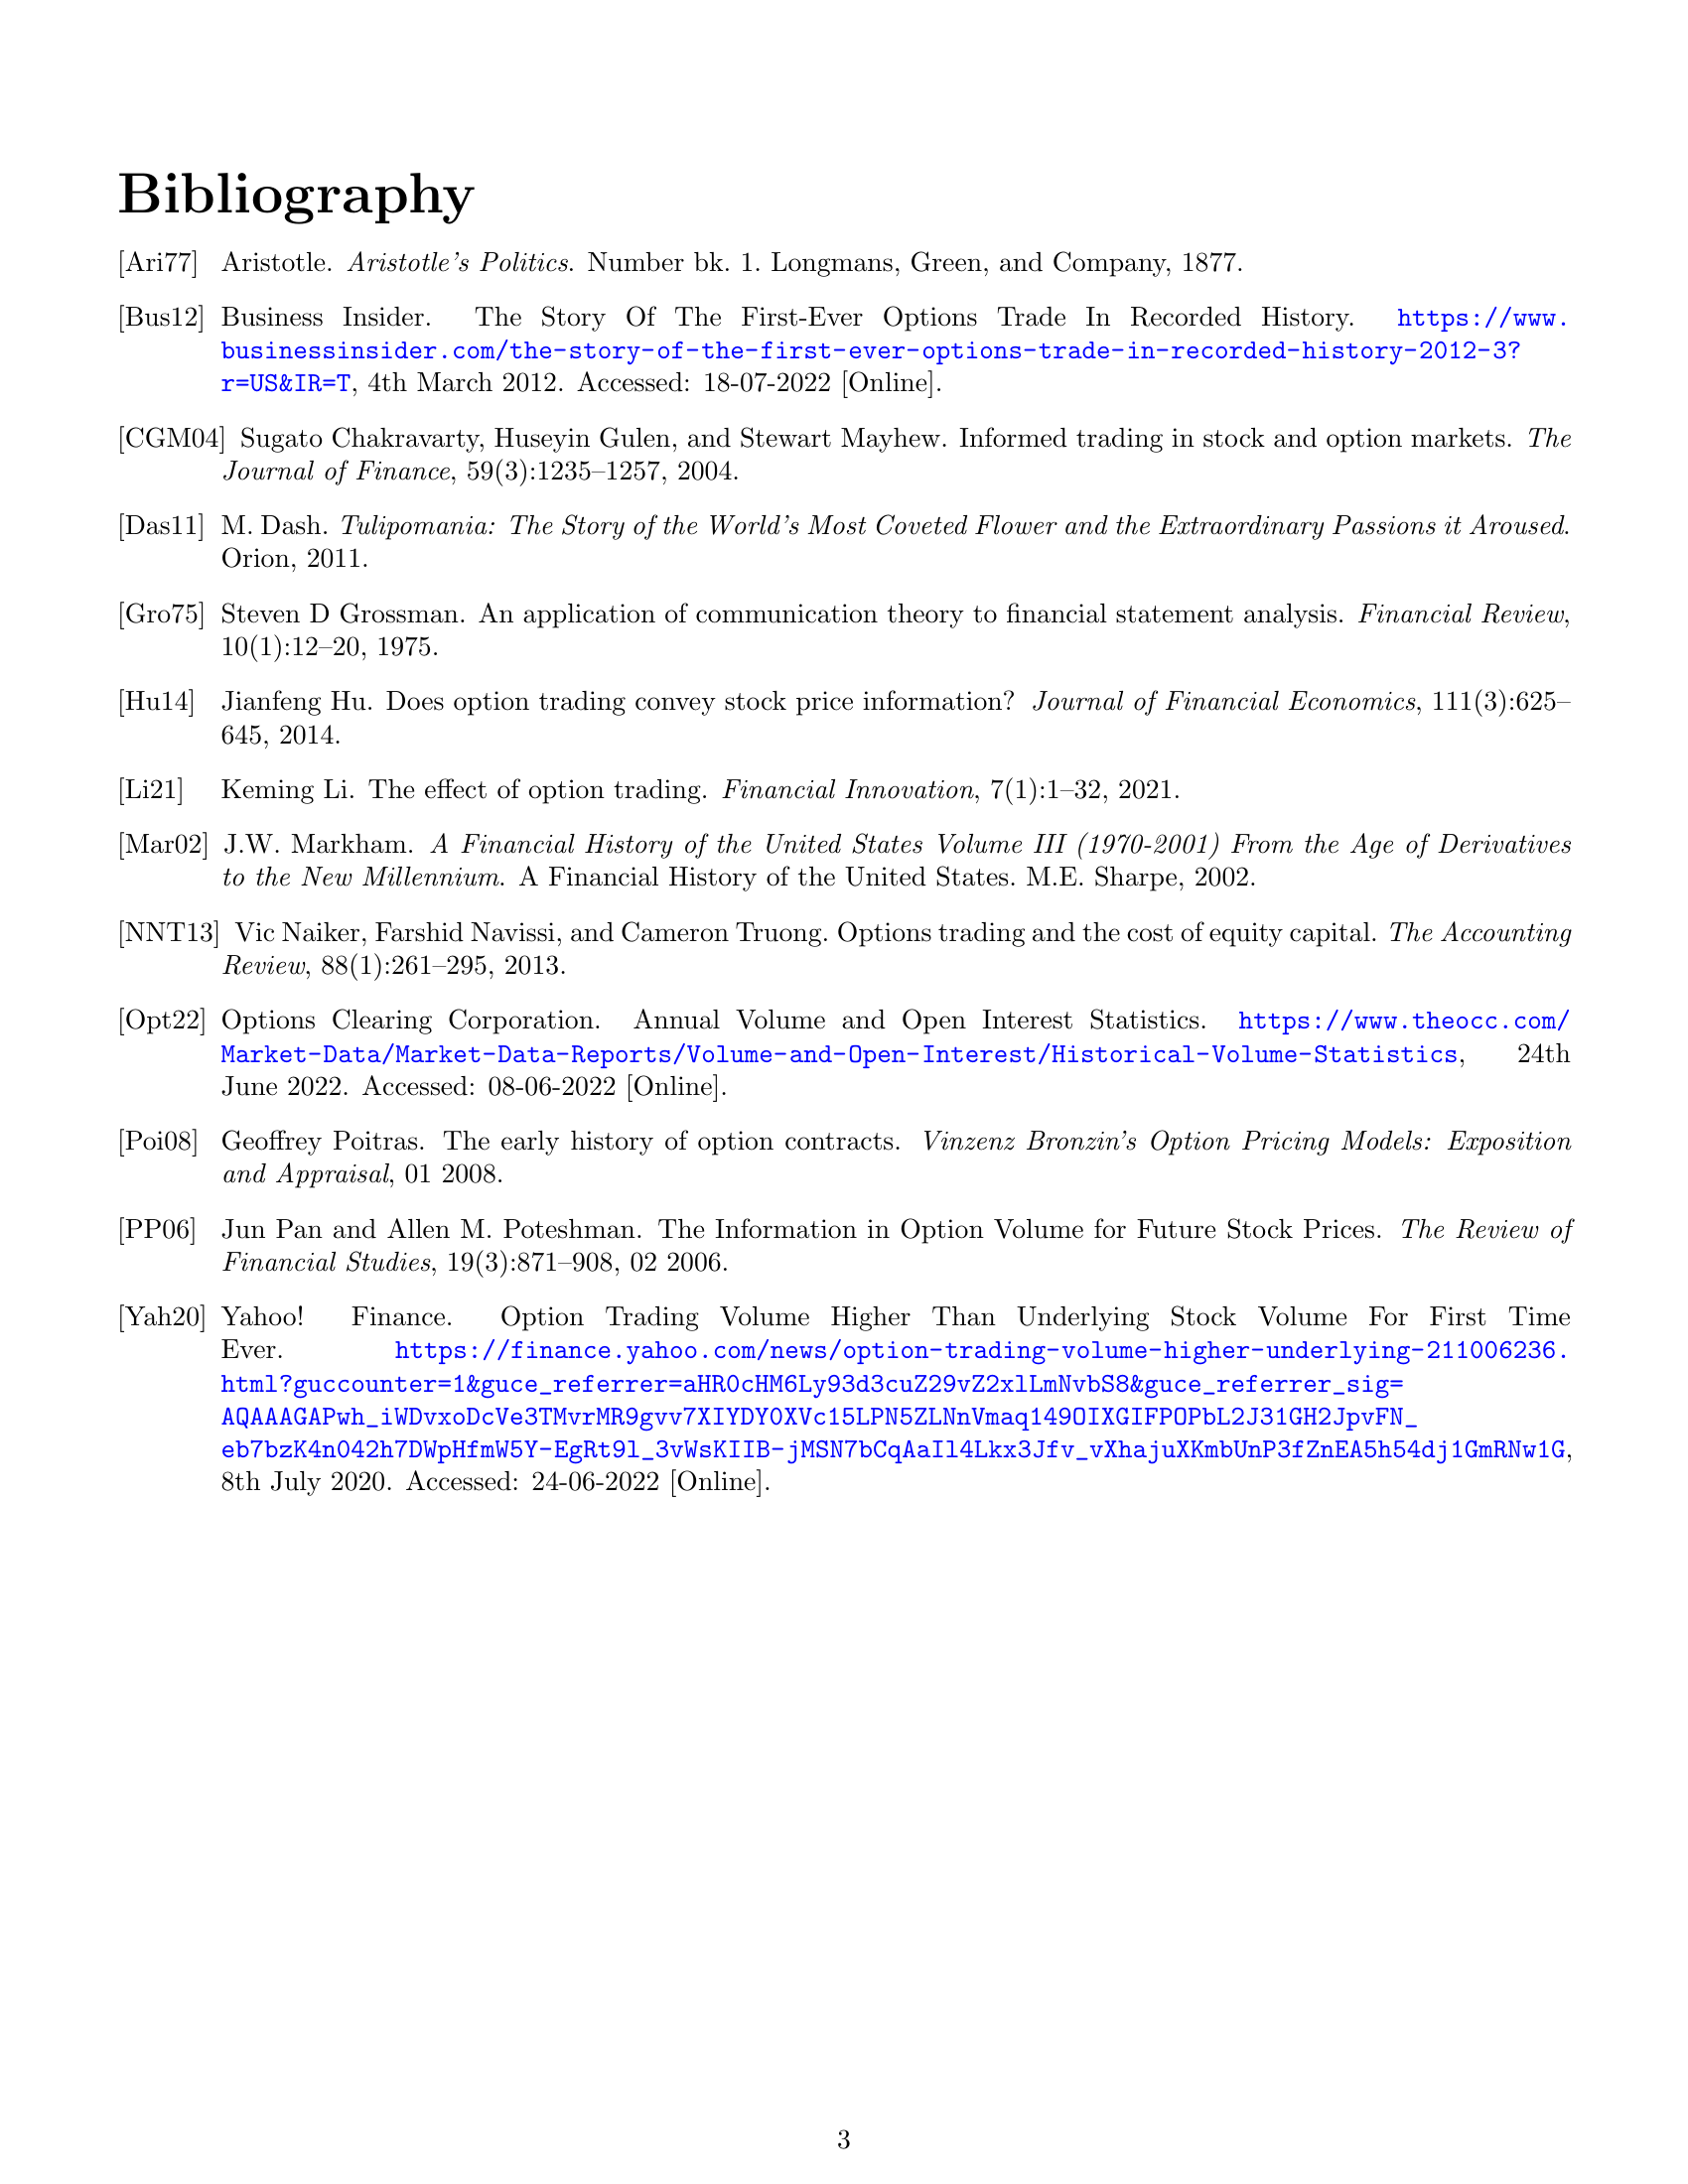 Bibliography
[Ari77] Aristotle. Aristotle's Politics. Number bk. 1. Longmans, Green, and Company, 1877.
[Bus12] Business Insider. The Story Of The First-Ever Options Trade In Recorded History. https://www.
businessinsider.com/the-story-of-the-first-ever-options-trade-in-recorded-history-2012-3?
r=US&IR=T, 4th March 2012. Accessed: 18-07-2022 [Online].
[CGM04] Sugato Chakravarty, Huseyin Gulen, and Stewart Mayhew. Informed trading in stock and option markets. The
Journal of Finance, 59(3):1235–1257, 2004.
[Das11] M. Dash. Tulipomania: The Story of the World's Most Coveted Flower and the Extraordinary Passions it Aroused.
Orion, 2011.
[Gro75] Steven D Grossman. An application of communication theory to financial statement analysis. Financial Review,
10(1):12–20, 1975.
[Hu14] Jianfeng Hu. Does option trading convey stock price information? Journal of Financial Economics, 111(3):625–
645, 2014.
[Li21] Keming Li. The effect of option trading. Financial Innovation, 7(1):1–32, 2021.
[Mar02] J.W. Markham. A Financial History of the United States Volume III (1970-2001) From the Age of Derivatives
to the New Millennium. A Financial History of the United States. M.E. Sharpe, 2002.
[NNT13] Vic Naiker, Farshid Navissi, and Cameron Truong. Options trading and the cost of equity capital. The Accounting
Review, 88(1):261–295, 2013.
[Opt22] Options Clearing Corporation. Annual Volume and Open Interest Statistics. https://www.theocc.com/
Market-Data/Market-Data-Reports/Volume-and-Open-Interest/Historical-Volume-Statistics, 24th
June 2022. Accessed: 08-06-2022 [Online].
[Poi08] Geoffrey Poitras. The early history of option contracts. Vinzenz Bronzin's Option Pricing Models: Exposition
and Appraisal, 01 2008.
[PP06] Jun Pan and Allen M. Poteshman. The Information in Option Volume for Future Stock Prices. The Review of
Financial Studies, 19(3):871–908, 02 2006.
[Yah20] Yahoo! Finance. Option Trading Volume Higher Than Underlying Stock Volume For First Time
Ever. https://finance.yahoo.com/news/option-trading-volume-higher-underlying-211006236.
html?guccounter=1&guce_referrer=aHR0cHM6Ly93d3cuZ29vZ2xlLmNvbS8&guce_referrer_sig=
AQAAAGAPwh_iWDvxoDcVe3TMvrMR9gvv7XIYDY0XVc15LPN5ZLNnVmaq149OIXGIFPOPbL2J31GH2JpvFN_
eb7bzK4n042h7DWpHfmW5Y-EgRt9l_3vWsKIIB-jMSN7bCqAaIl4Lkx3Jfv_vXhajuXKmbUnP3fZnEA5h54dj1GmRNw1G,
8th July 2020. Accessed: 24-06-2022 [Online].
3